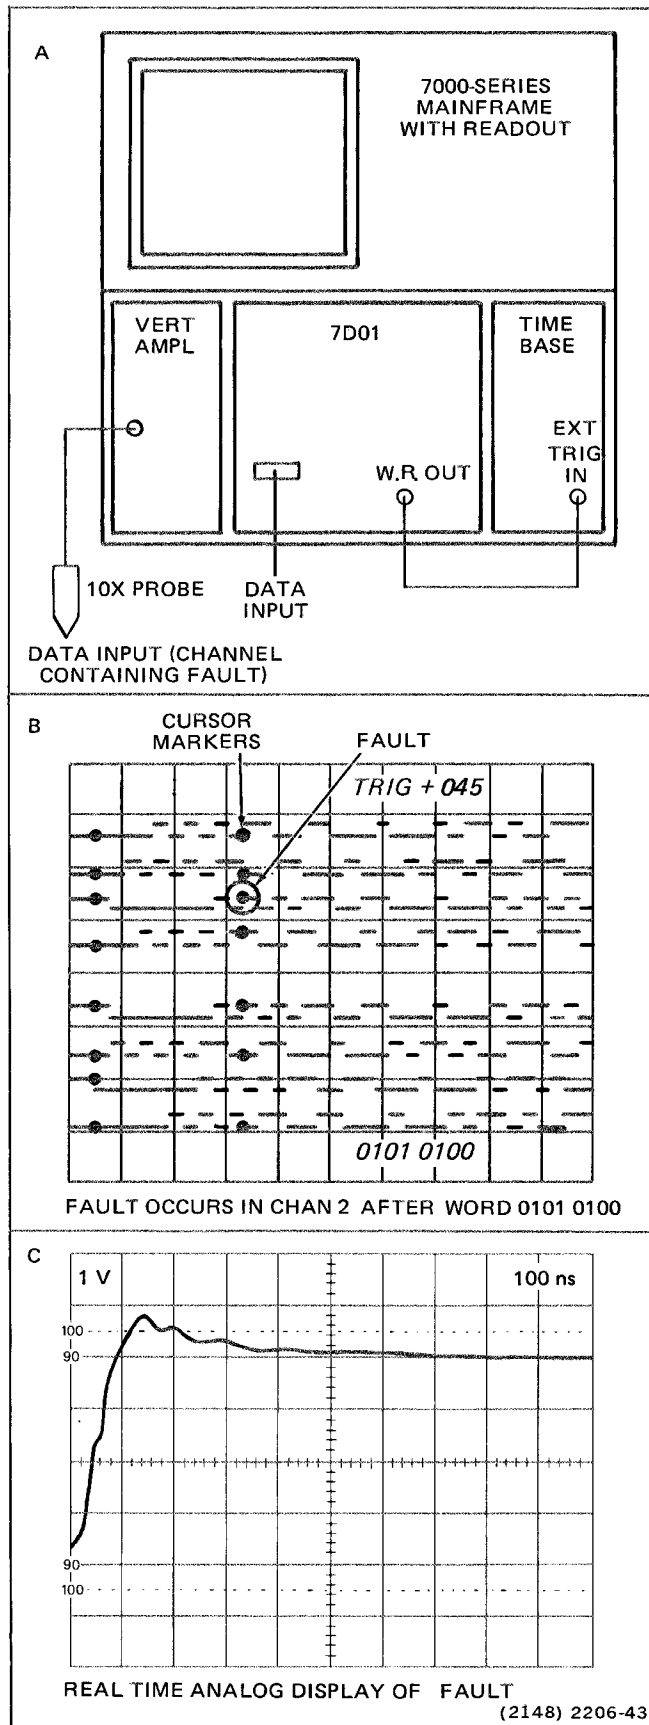 A
7000-SERIES
MAINFRAME
WITH READOUT
VERT
AMPL
7D01
TIME
BASE
EXT
TRIG
IN
W.R. OUT
10X PROBE
DATA
INPUT
DATA INPUT (CHANNEL
CONTAINING FAULT)
B
CURSOR
MARKERS
FAULT
TRIG + 045
0101 0100
FAULT OCCURS IN CHAN 2 AFTER WORD 0101 0100
C
1 V
100 ns
100
90
90
100
REAL TIME ANALOG DISPLAY OF FAULT
(2148) 2206-43